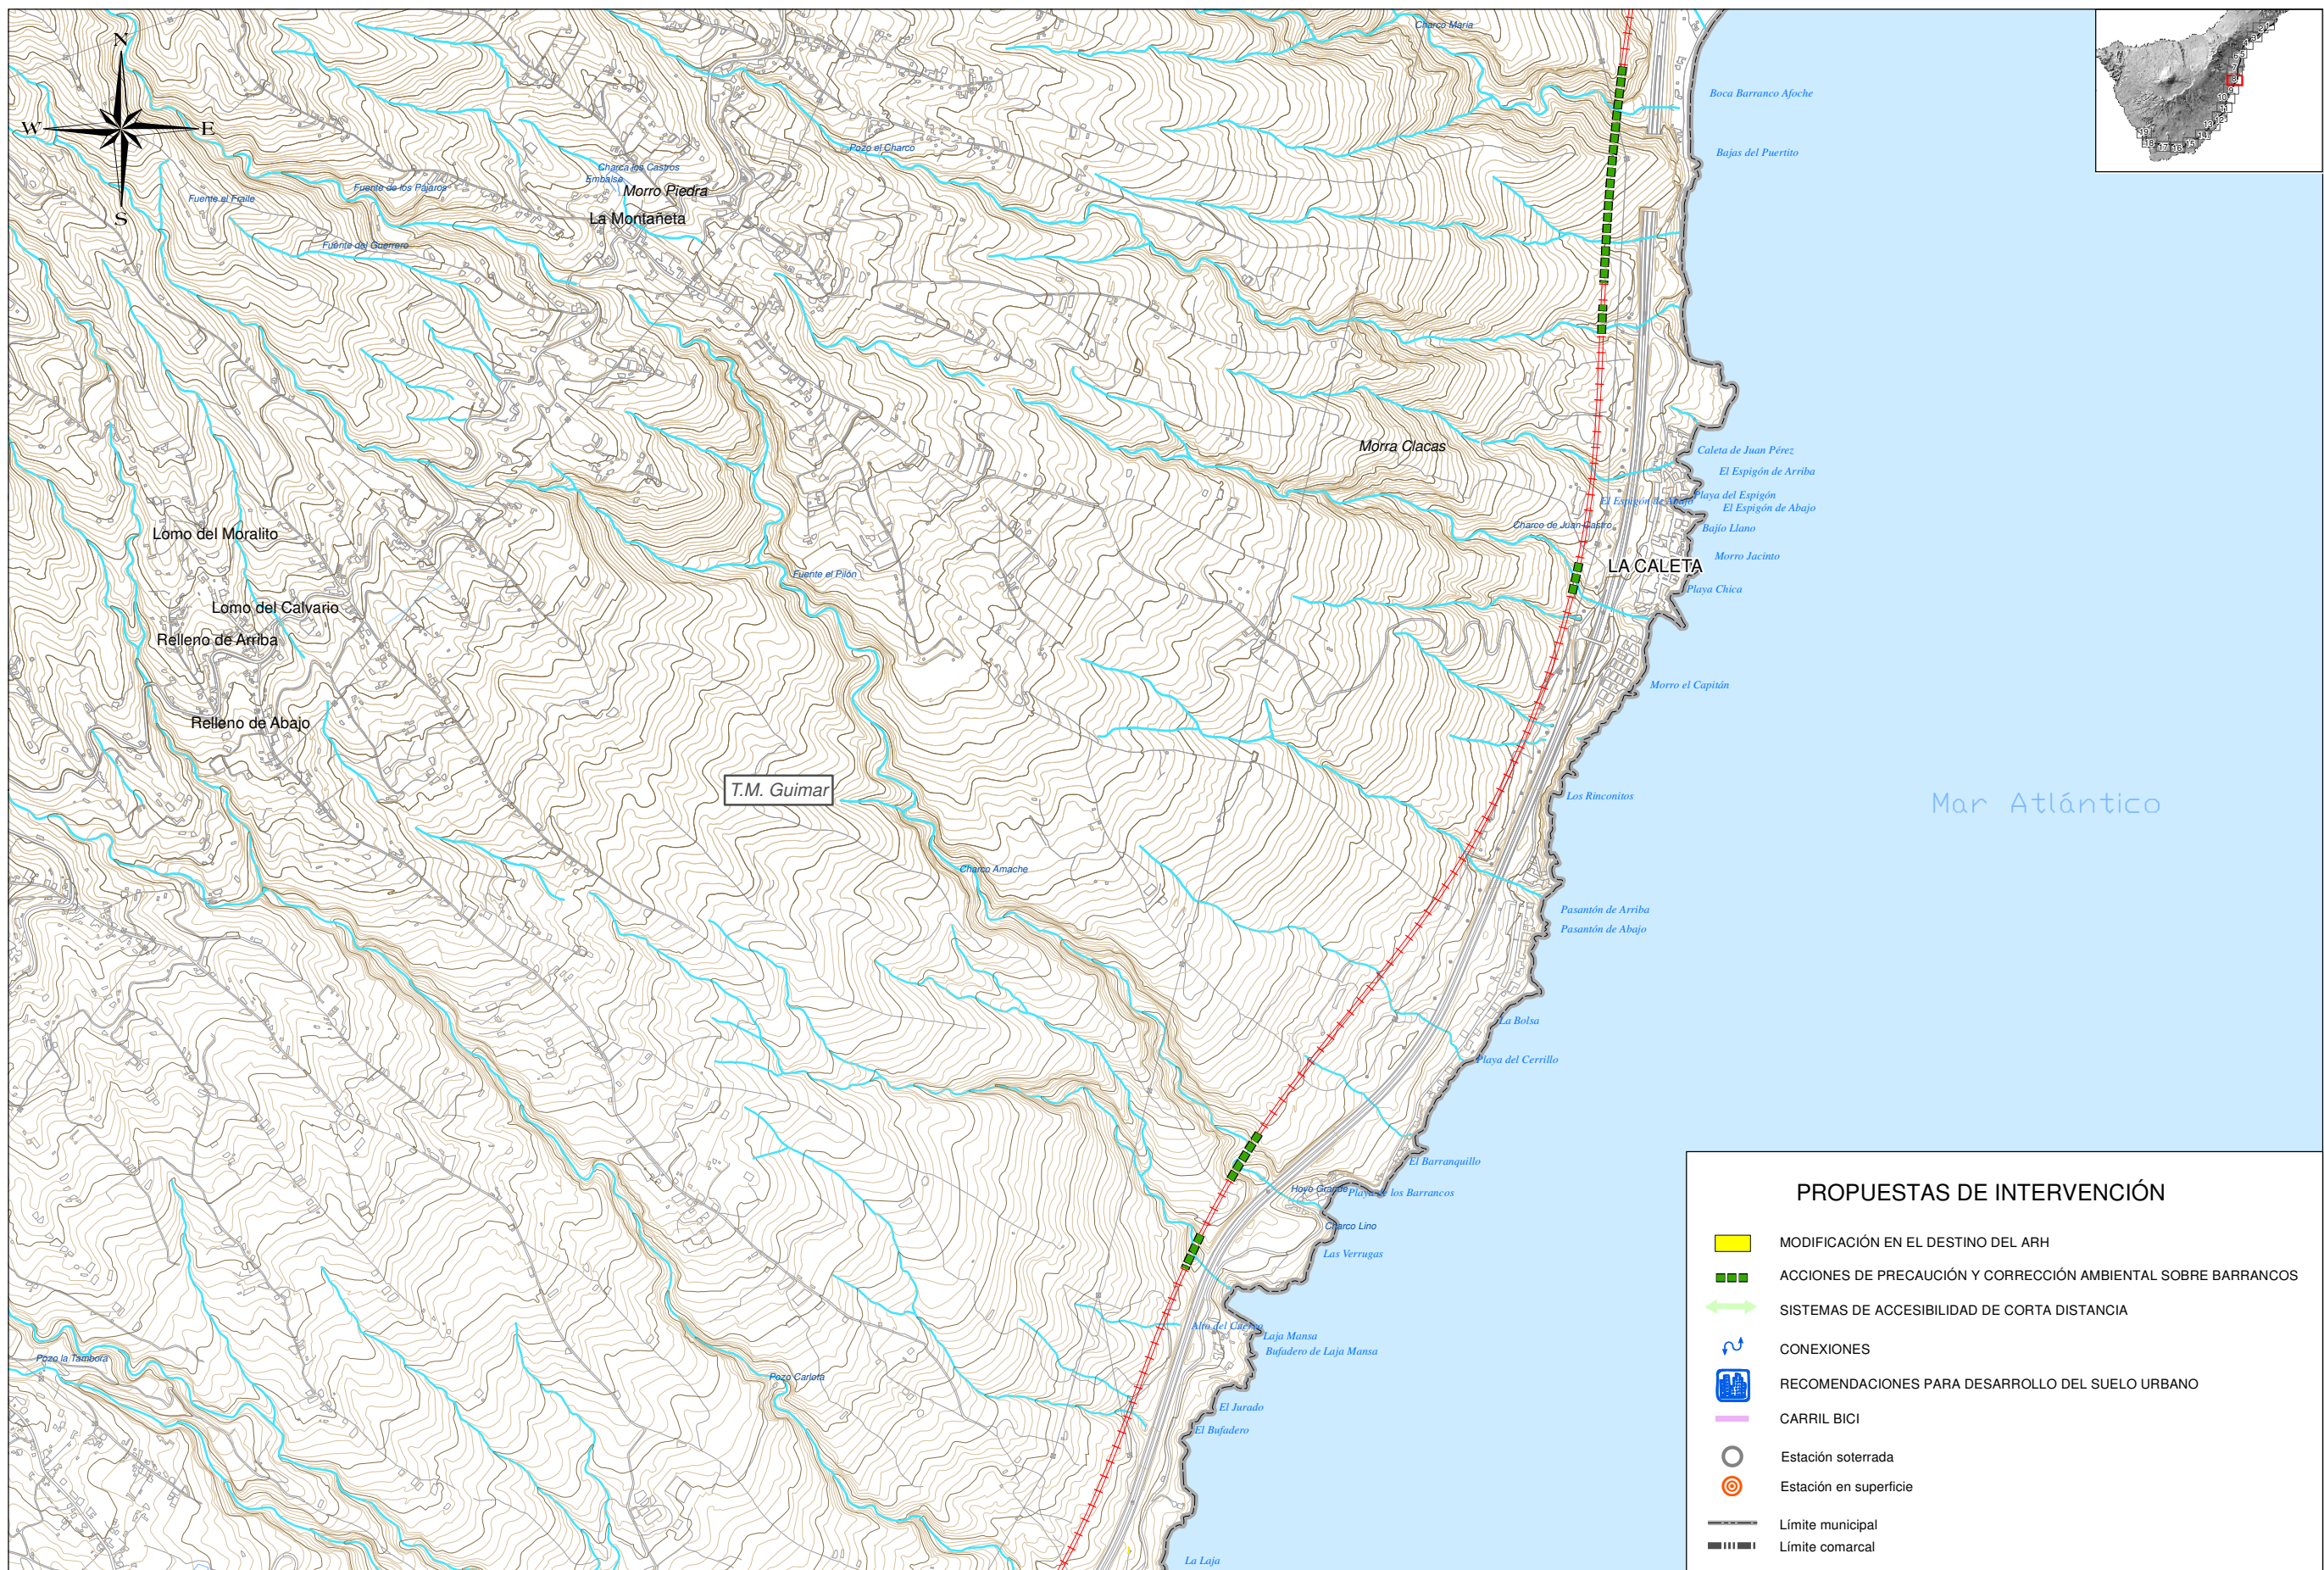 N
W
E
S
Charco María
Boca Barranco Afoche
Bajas del Puertito
Pozo el Charco
Charca los Castros
Embalse
Morro Piedra
La Montañeta
Fuente de los Pájaros
Fuente el Fraile
Fuente del Guerrero
Morra Clacas
Caleta de Juan Pérez
El Espigón de Arriba
Playa del Espigón
El Espigón de Abajo
El Espigón de Abajo
Charco de Juan Castro
Bajío Llano
Lomo del Moralito
Morro Jacinto
LA CALETA
Fuente el Pilón
Playa Chica
Lomo del Calvario
Relleno de Arriba
Morro el Capitán
Relleno de Abajo
T.M. Guimar
Los Rinconitos
Mar Atlántico
Charco Amache
Pasantón de Arriba
Pasantón de Abajo
La Bolsa
Playa del Cerrillo
El Barranquillo
Hoyo Grande
Playa de los Barrancos
Charco Lino
Las Verrugas
Alto del Cuervo
Laja Mansa
Bufadero de Laja Mansa
Pozo la Tambora
Pozo Carlota
El Jurado
El Bufadero
La Laja
PROPUESTAS DE INTERVENCIÓN
MODIFICACIÓN EN EL DESTINO DEL ARH
ACCIONES DE PRECAUCIÓN Y CORRECCIÓN AMBIENTAL SOBRE BARRANCOS
SISTEMAS DE ACCESIBILIDAD DE CORTA DISTANCIA
CONEXIONES
RECOMENDACIONES PARA DESARROLLO DEL SUELO URBANO
CARRIL BICI
Estación soterrada
Estación en superficie
Límite municipal
Límite comarcal